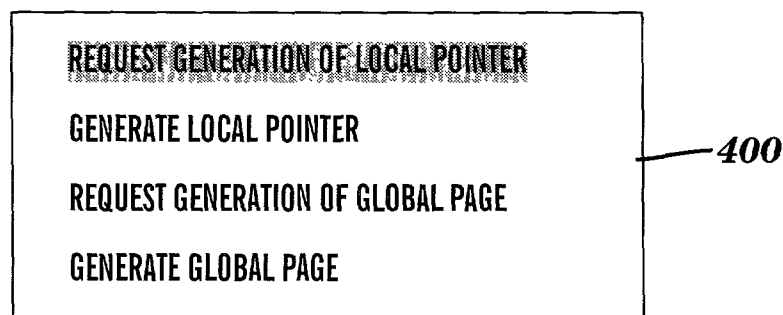 REQUEST GENERATION OF LOCAL POINTER
GENERATE LOCAL POINTER
400
REQUEST GENERATION OF GLOBAL PAGE
GENERATE GLOBAL PAGE